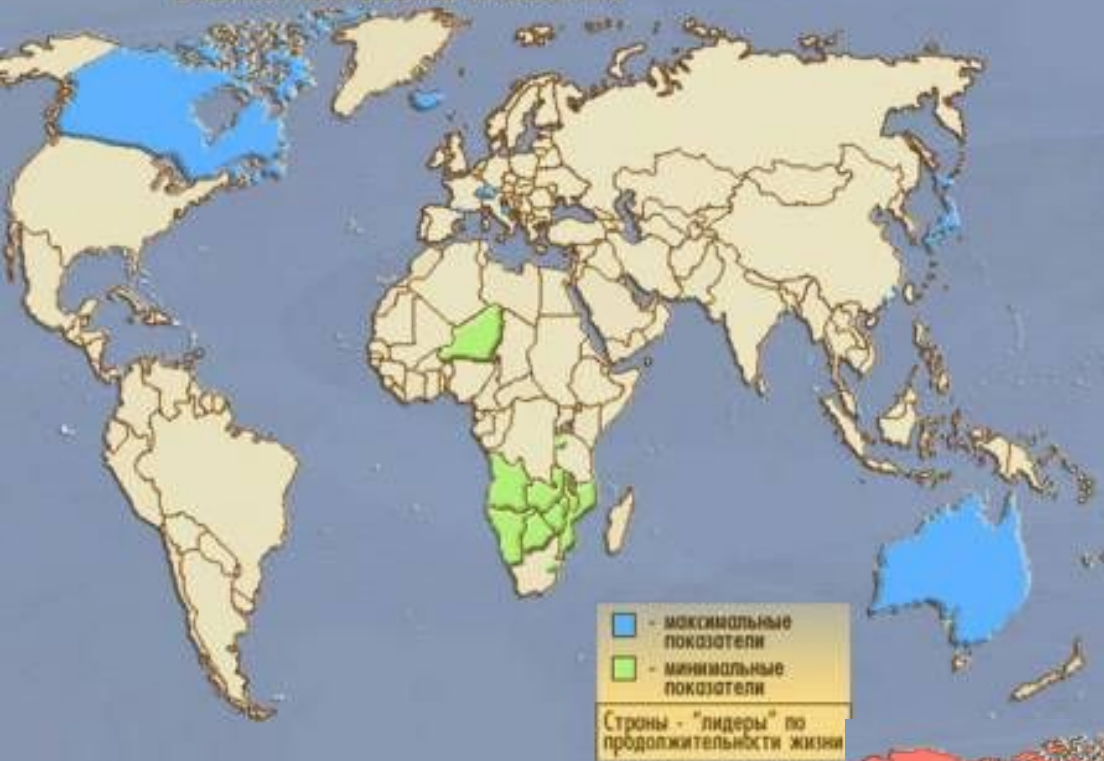 - максимальные
показатели
- минимальные
показатели
Страны - "лидеры" по
продолжительности жизни